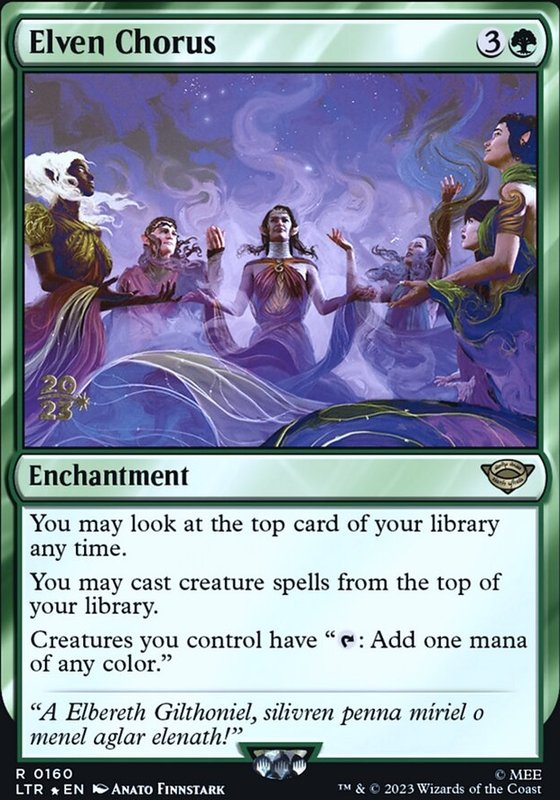 Elven Chorus 3
20
23
Enchantment
You may look at the top card of your library
any time.
You may cast creature spells from the top of
your library.
Creatures you control have “: Add one mana
of any color.”
“A Elbereth Gilthoniel, silivren penna míriel o
menel aglar elenath!”
R 0160
LTR ★ EN Anato Finnstark
© MEE
™ & © 2023 Wizards of the Coast